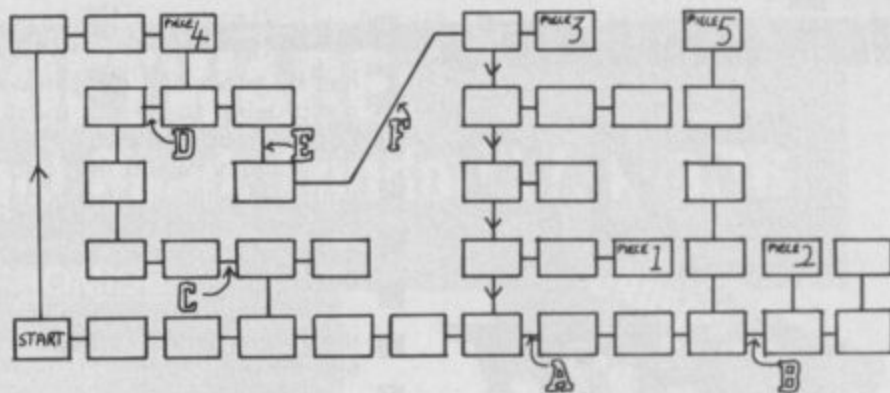 PIECE 4
PIECE 3
PIECE 5
D
E
F
PIECE 1
PIECE 2
C
START
A
B